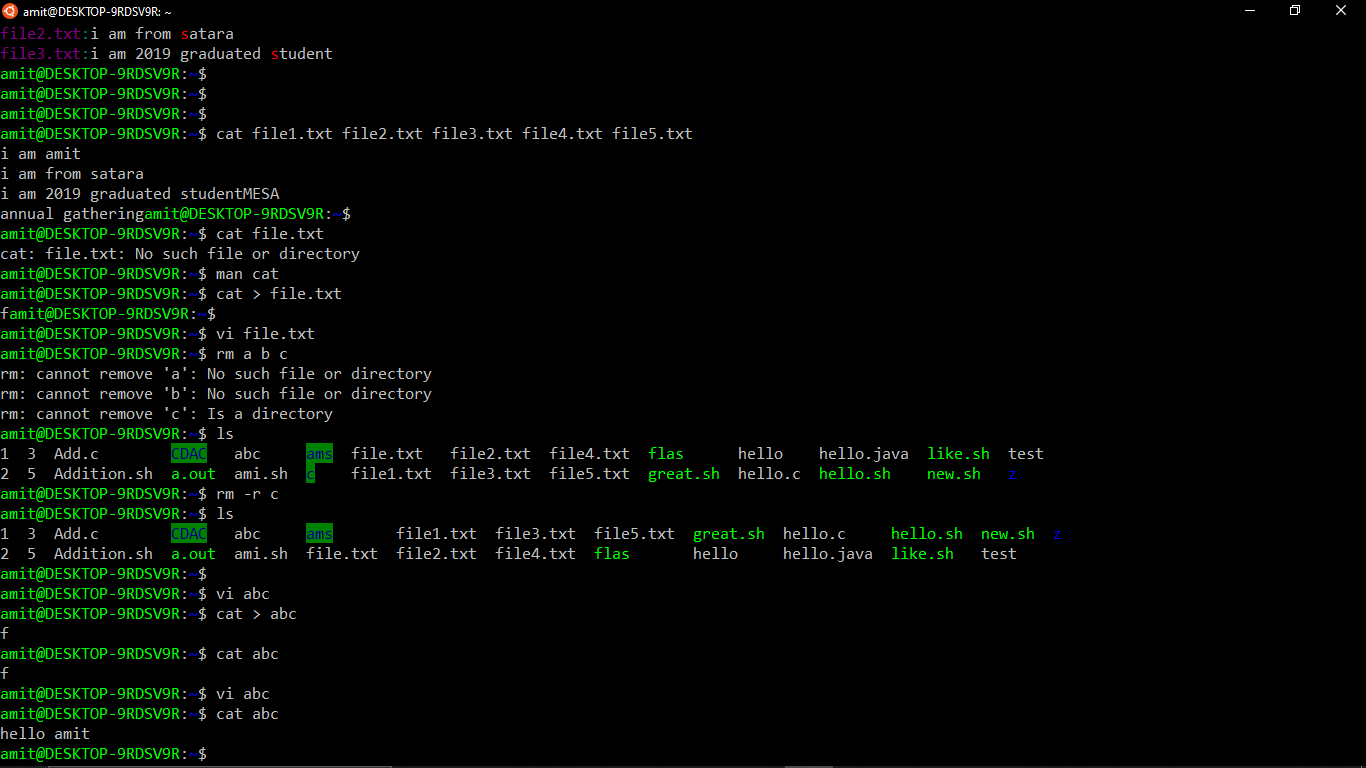 amit@DESKTOP-9RDSV9R: ~
file2.txt:i am from satara
file3.txt:i am 2019 graduated student
amit@DESKTOP-9RDSV9R:~$
amit@DESKTOP-9RDSV9R:~$
amit@DESKTOP-9RDSV9R:~$
amit@DESKTOP-9RDSV9R:~$ cat file1.txt file2.txt file3.txt file4.txt file5.txt
i am amit
i am from satara
i am 2019 graduated studentMESA
annual gatheringamit@DESKTOP-9RDSV9R:~$
amit@DESKTOP-9RDSV9R:~$ cat file.txt
cat: file.txt: No such file or directory
amit@DESKTOP-9RDSV9R:~$ man cat
amit@DESKTOP-9RDSV9R:~$ cat > file.txt
famit@DESKTOP-9RDSV9R:~$
amit@DESKTOP-9RDSV9R:~$ vi file.txt
amit@DESKTOP-9RDSV9R:~$ rm a b c
rm: cannot remove 'a': No such file or directory
rm: cannot remove 'b': No such file or directory
rm: cannot remove 'c': Is a directory
amit@DESKTOP-9RDSV9R:~$ ls
1  3  Add.c        CDAC   abc     ams  file.txt   file2.txt  file4.txt  flas      hello    hello.java  like.sh  test
2  5  Addition.sh  a.out  ami.sh  c    file1.txt  file3.txt  file5.txt  great.sh  hello.c  hello.sh    new.sh   z
amit@DESKTOP-9RDSV9R:~$ rm -r c
amit@DESKTOP-9RDSV9R:~$ ls
1  3  Add.c        CDAC   abc     ams       file1.txt  file3.txt  file5.txt  great.sh  hello.c     hello.sh  new.sh  z
2  5  Addition.sh  a.out  ami.sh  file.txt  file2.txt  file4.txt  flas       hello     hello.java  like.sh   test
amit@DESKTOP-9RDSV9R:~$
amit@DESKTOP-9RDSV9R:~$ vi abc
amit@DESKTOP-9RDSV9R:~$ cat > abc
f
amit@DESKTOP-9RDSV9R:~$ cat abc
f
amit@DESKTOP-9RDSV9R:~$ vi abc
amit@DESKTOP-9RDSV9R:~$ cat abc
hello amit
amit@DESKTOP-9RDSV9R:~$